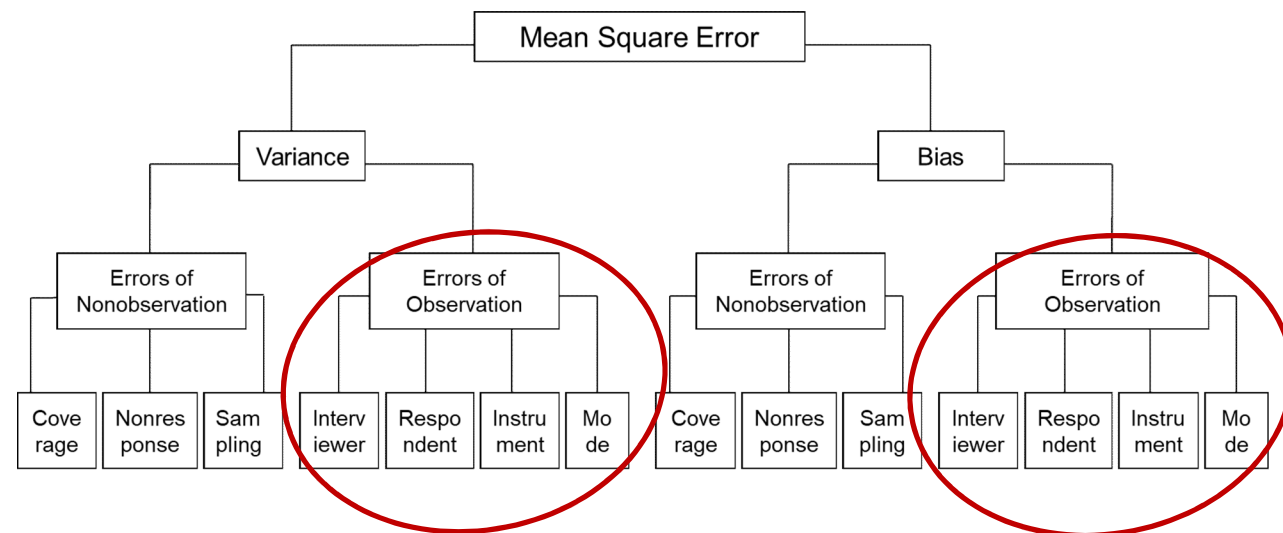 Mean Square Error
Variance
Bias
Errors of
Nonobservation
Errors of
Observation
Errors of
Nonobservation
Errors of
Observation
Cove
rage
Nonres
ponse
Sam
pling
Interv
iewer
Respo
ndent
Instru
ment
Mo
de
Cove
rage
Nonres
ponse
Sam
pling
Interv
iewer
Respo
ndent
Instru
ment
Mo
de